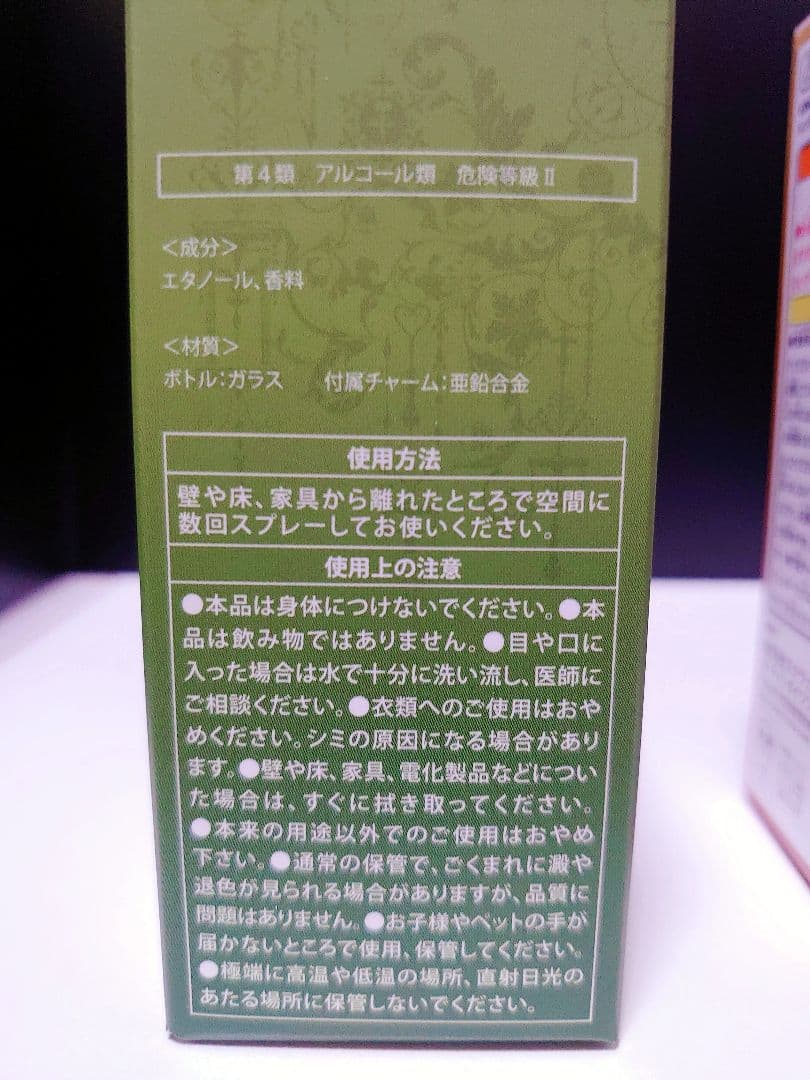 第4類　アルコール類　危険等級Ⅱ
＜成分＞
エタノール、香料
＜材質＞
ボトル：ガラス　　付属チャーム：亜鉛合金
使用方法
壁や床、家具から離れたところで空間に
数回スプレーしてお使いください。
使用上の注意
●本品は身体につけないでください。●本
品は飲み物ではありません。●目や口に
入った場合は水で十分に洗い流し、医師に
ご相談ください。●衣類へのご使用はおや
めください。シミの原因になる場合があり
ます。●壁や床、家具、電化製品などについ
た場合は、すぐに拭き取ってください。
●本来の用途以外でのご使用はおやめ
下さい。●通常の保管で、ごくまれに澱や
退色が見られる場合がありますが、品質に
問題はありません。●お子様やペットの手が
届かないところで使用、保管してください。
●極端に高温や低温の場所、直射日光の
あたる場所に保管しないでください。